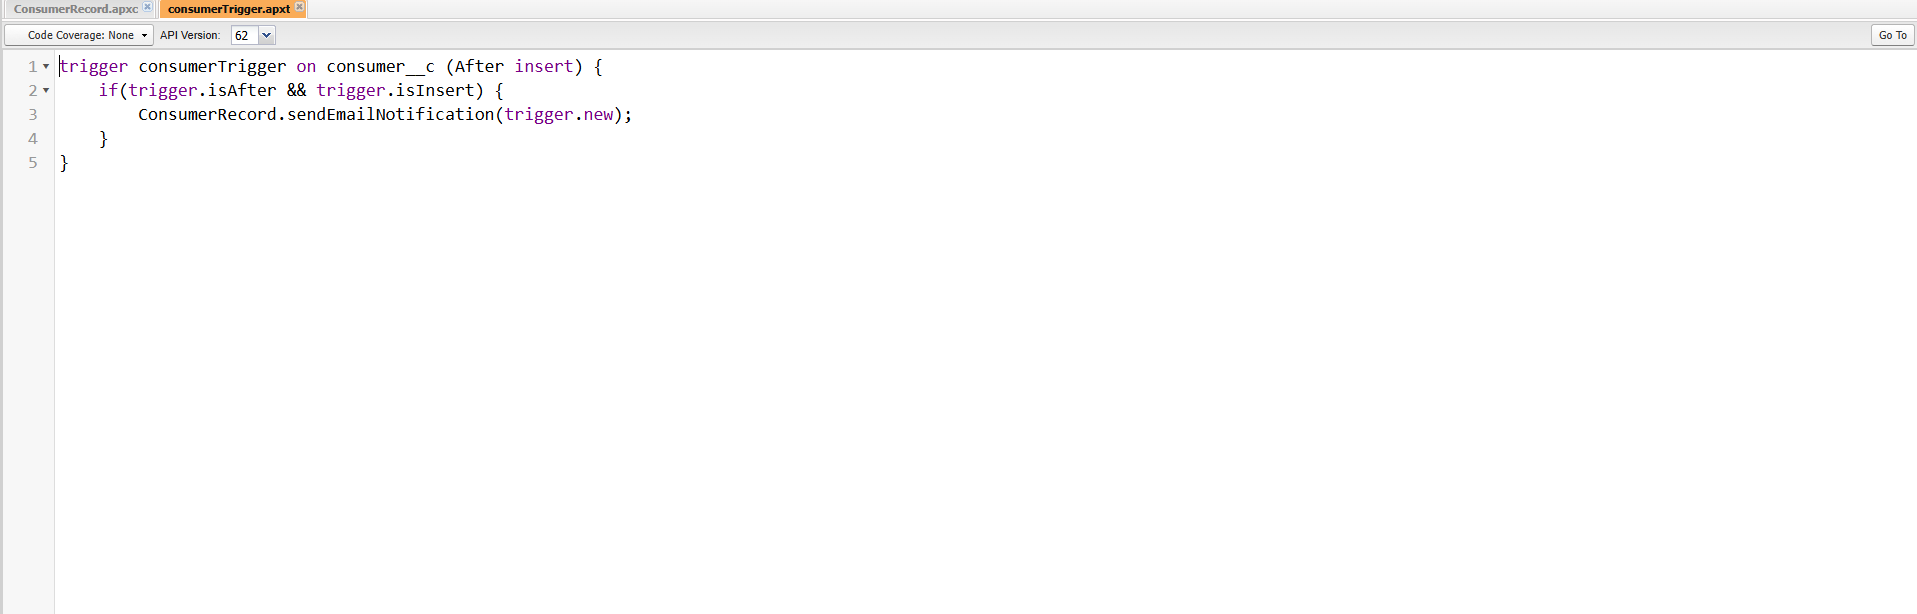 ConsumerRecord.apxc consumerTrigger.apxt
Code Coverage: None API Version: 62 Go To
1 trigger consumerTrigger on consumer__c (After insert) {
2 if(trigger.isAfter && trigger.isInsert) {
3 ConsumerRecord.sendEmailNotification(trigger.new);
4 }
5 }